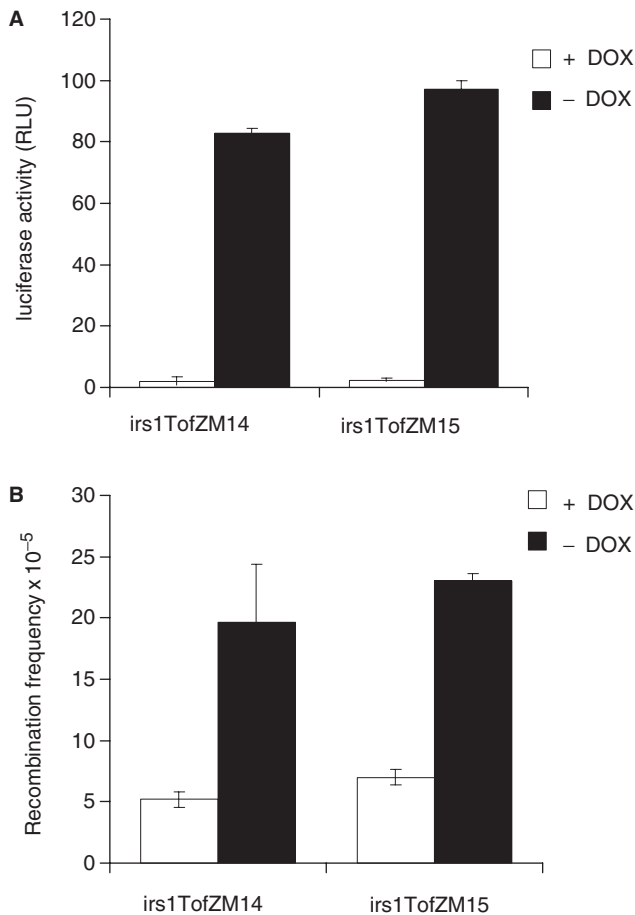 A
120
100
80
60
40
20
0
luciferase activity (RLU)
+ DOX
− DOX
irs1TofZM14
irs1TofZM15
B
30
25
20
15
10
5
0
Recombination frequency x 10⁻⁵
+ DOX
− DOX
irs1TofZM14
irs1TofZM15